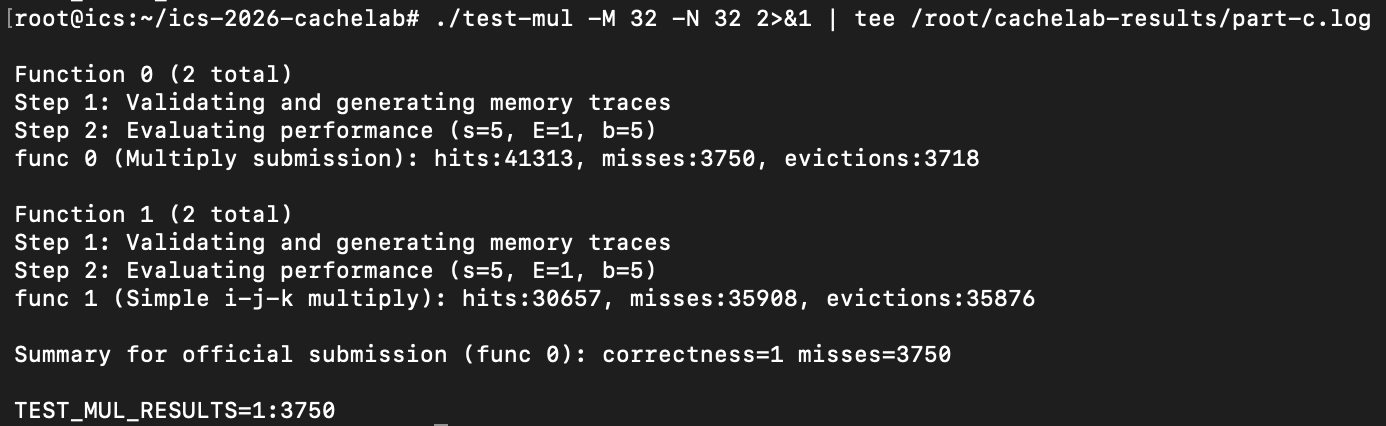 [root@ics:~/ics-2026-cachelab# ./test-mul -M 32 -N 32 2>&1 | tee /root/cachelab-results/part-c.log
Function 0 (2 total)
Step 1: Validating and generating memory traces
Step 2: Evaluating performance (s=5, E=1, b=5)
func 0 (Multiply submission): hits:41313, misses:3750, evictions:3718
Function 1 (2 total)
Step 1: Validating and generating memory traces
Step 2: Evaluating performance (s=5, E=1, b=5)
func 1 (Simple i-j-k multiply): hits:30657, misses:35908, evictions:35876
Summary for official submission (func 0): correctness=1 misses=3750
TEST_MUL_RESULTS=1:3750